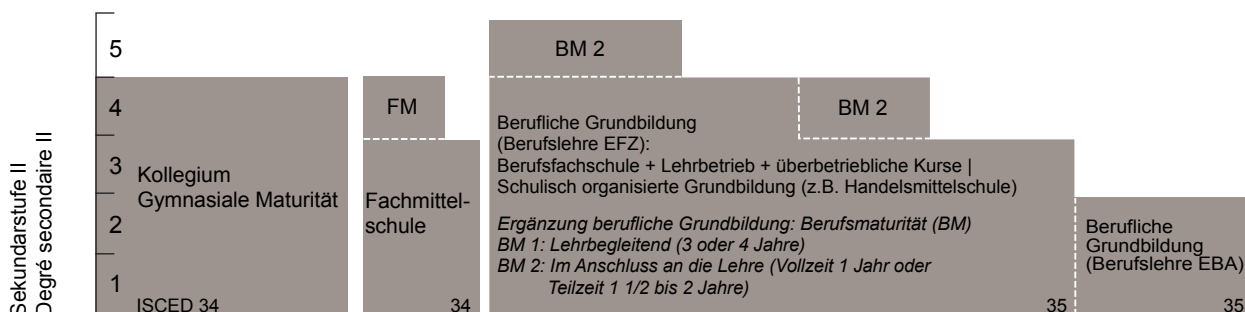 Sekundarstufe II
Degré secondaire II
5
4
3
2
1
Kollegium
Gymnasiale Maturität
ISCED 34
FM
Fachmittel-
schule
34
BM 2
BM 2
Berufliche Grundbildung
(Berufslehre EFZ):
Berufsfachschule + Lehrbetrieb + überbetriebliche Kurse |
Schulisch organisierte Grundbildung (z.B. Handelsmittelschule)
Ergänzung berufliche Grundbildung: Berufsmaturität (BM)
BM 1: Lehrbegleitend (3 oder 4 Jahre)
BM 2: Im Anschluss an die Lehre (Vollzeit 1 Jahr oder
Teilzeit 1 1/2 bis 2 Jahre)
35
Berufliche
Grundbildung
(Berufslehre EBA)
35